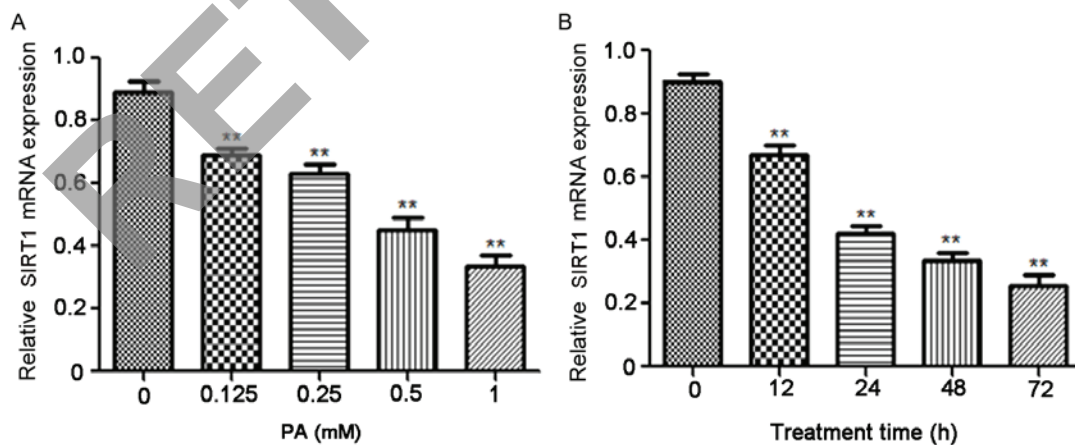 A
Relative SIRT1 mRNA expression
1.0
0.8
0.6
0.4
0.2
0
**
**
**
**
0 0.125 0.25 0.5 1
PA (mM)
B
Relative SIRT1 mRNA expression
1.0
0.8
0.6
0.4
0.2
0
**
**
**
**
0 12 24 48 72
Treatment time (h)